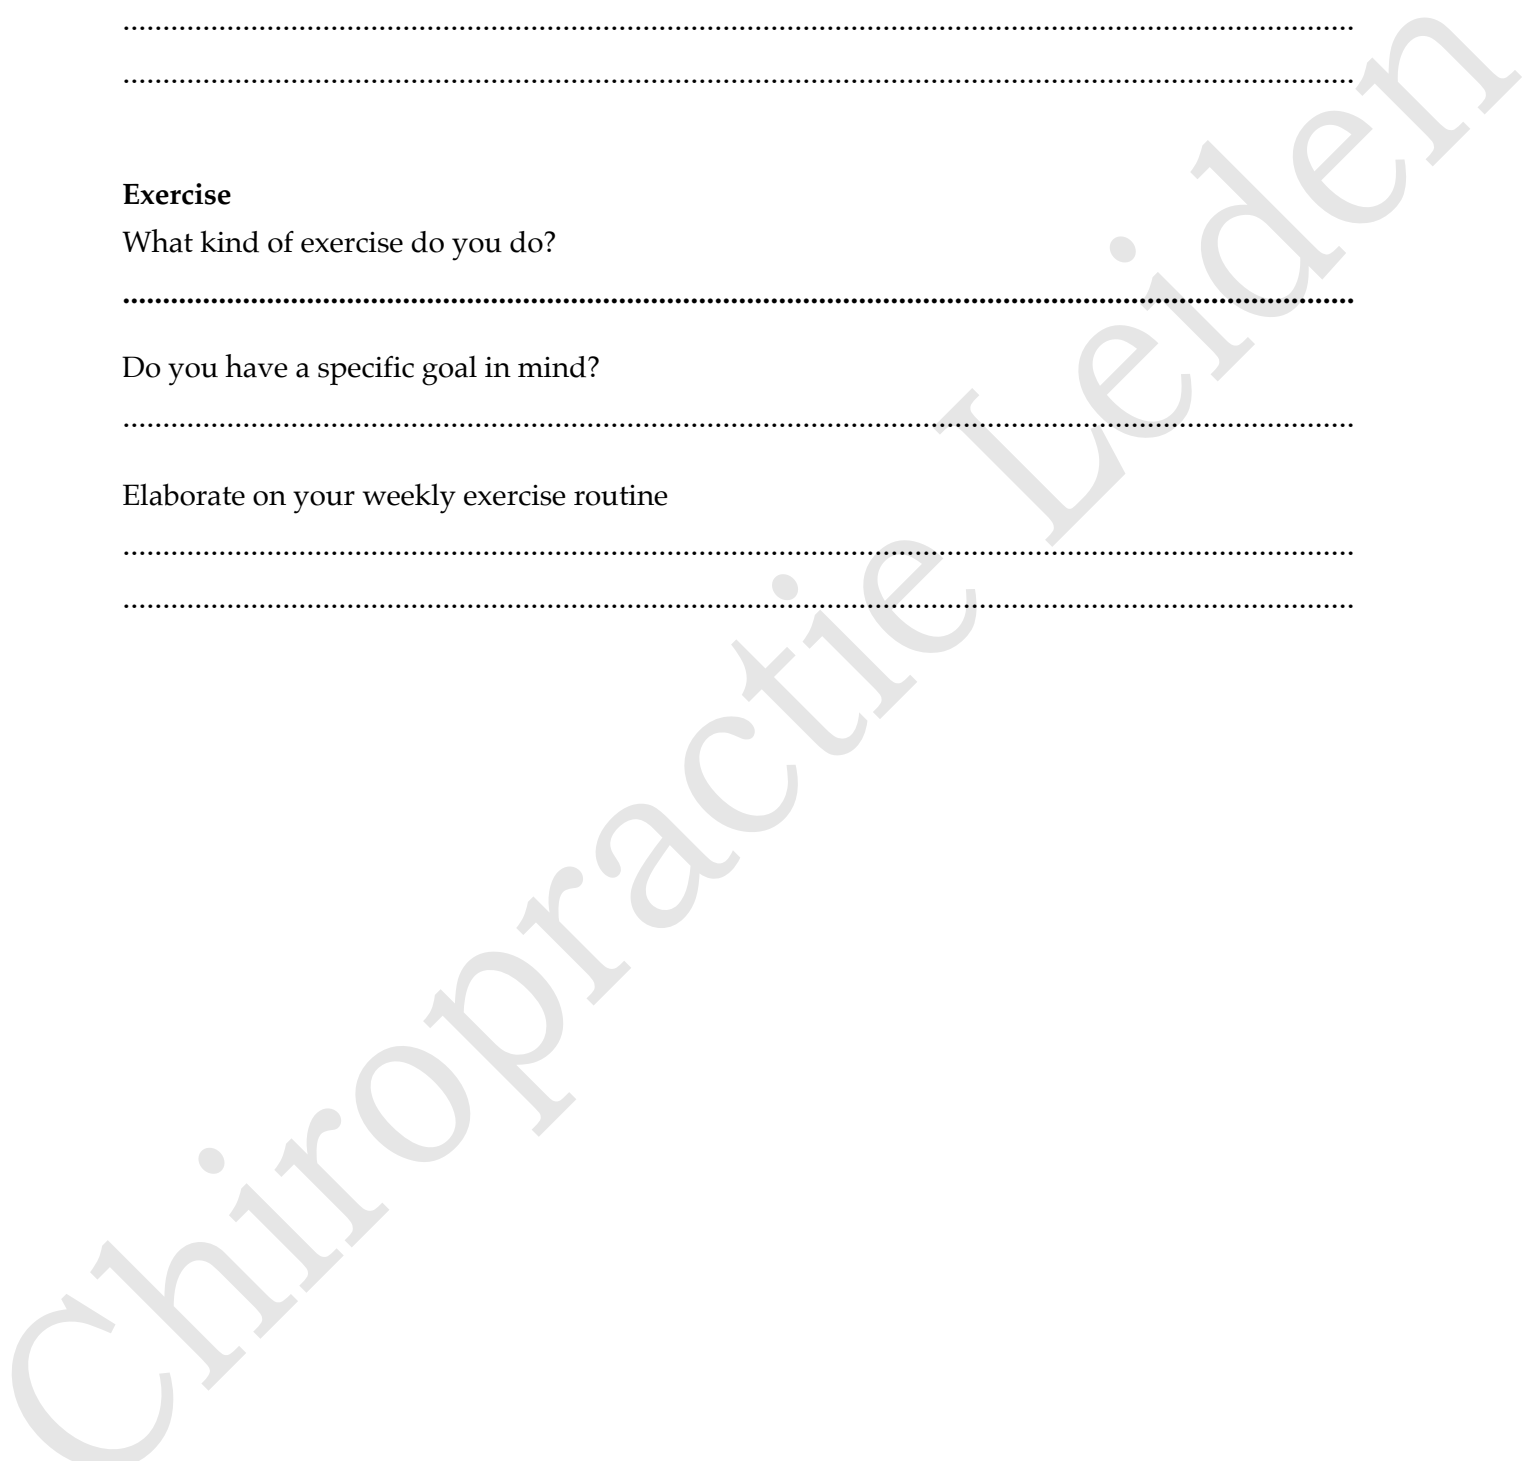 ...............................................................................................................................................................
...............................................................................................................................................................
Exercise
What kind of exercise do you do?
...............................................................................................................................................................
Do you have a specific goal in mind?
...............................................................................................................................................................
Elaborate on your weekly exercise routine
...............................................................................................................................................................
...............................................................................................................................................................
Chiropractie Leiden